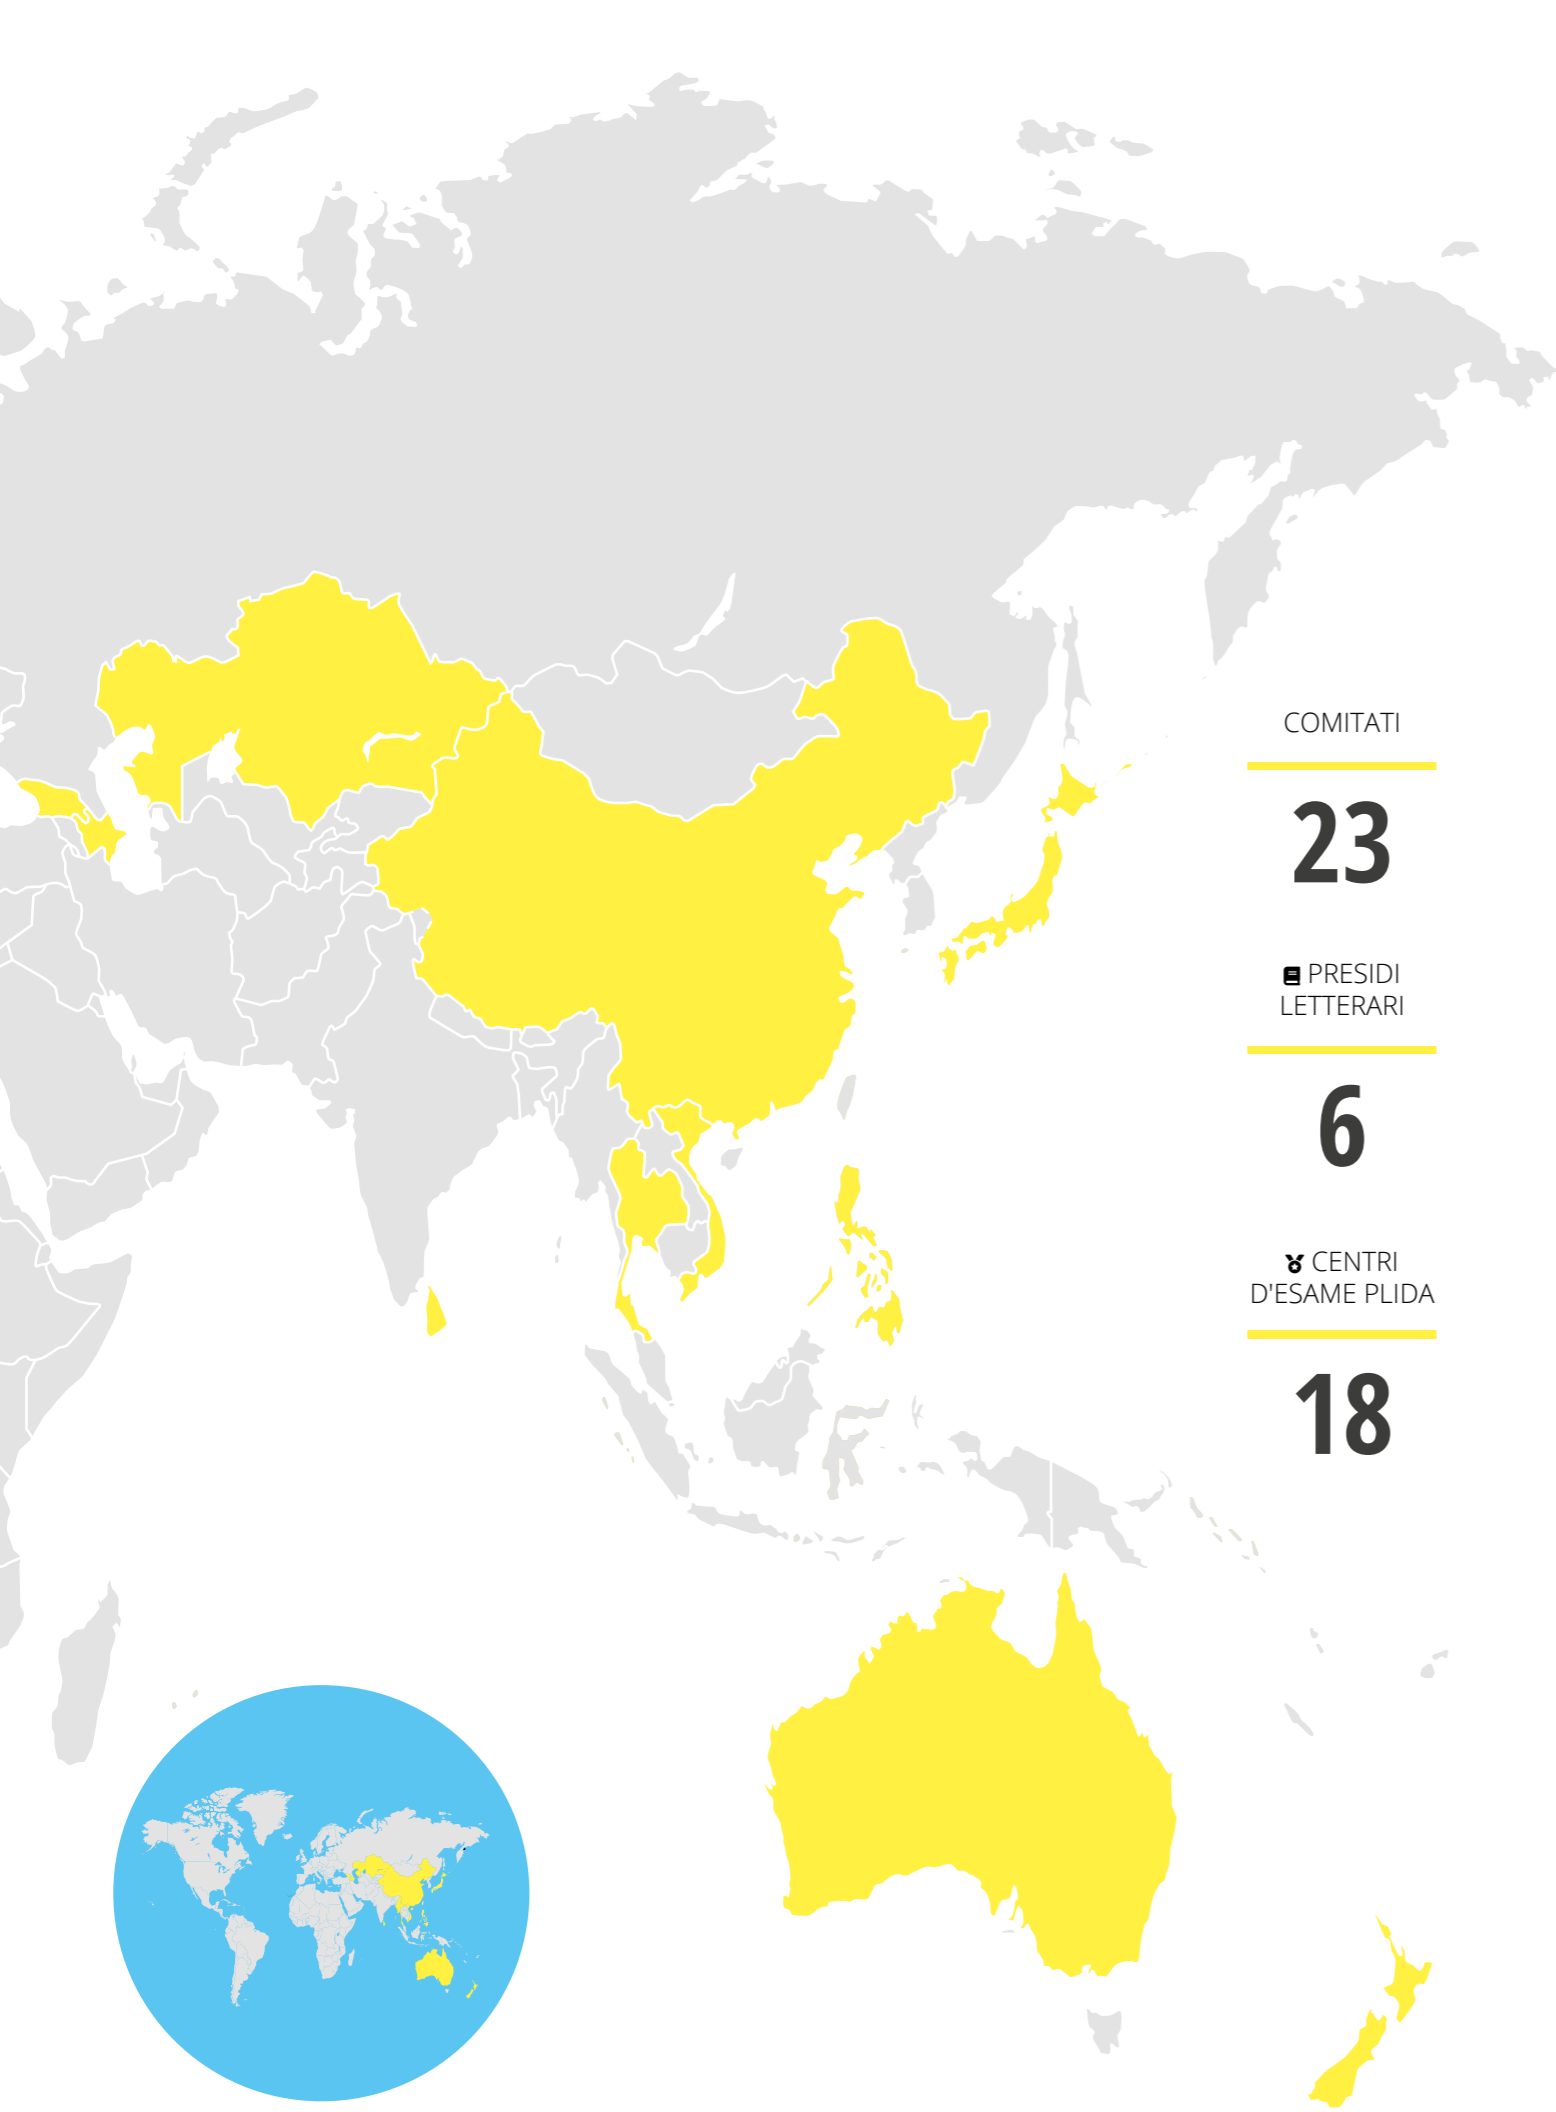 COMITATI
23
PRESIDI
LETTERARI
6
CENTRI
D'ESAME PLIDA
18